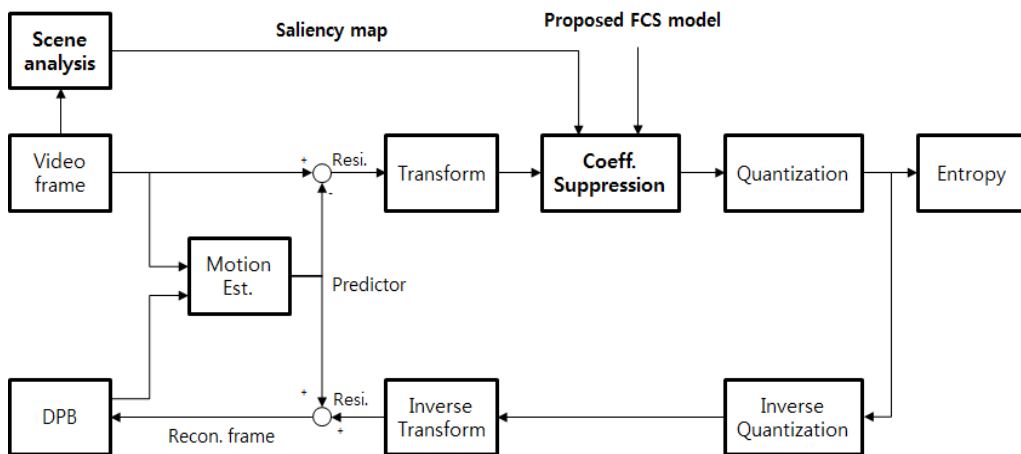 Proposed FCS model
Saliency map
Scene
analysis
Video
frame
+
-
Resi.
Transform
Coeff.
Suppression
Quantization
Entropy
Motion
Est.
Predictor
DPB
Recon. frame
+
+
Resi.
Inverse
Transform
Inverse
Quantization